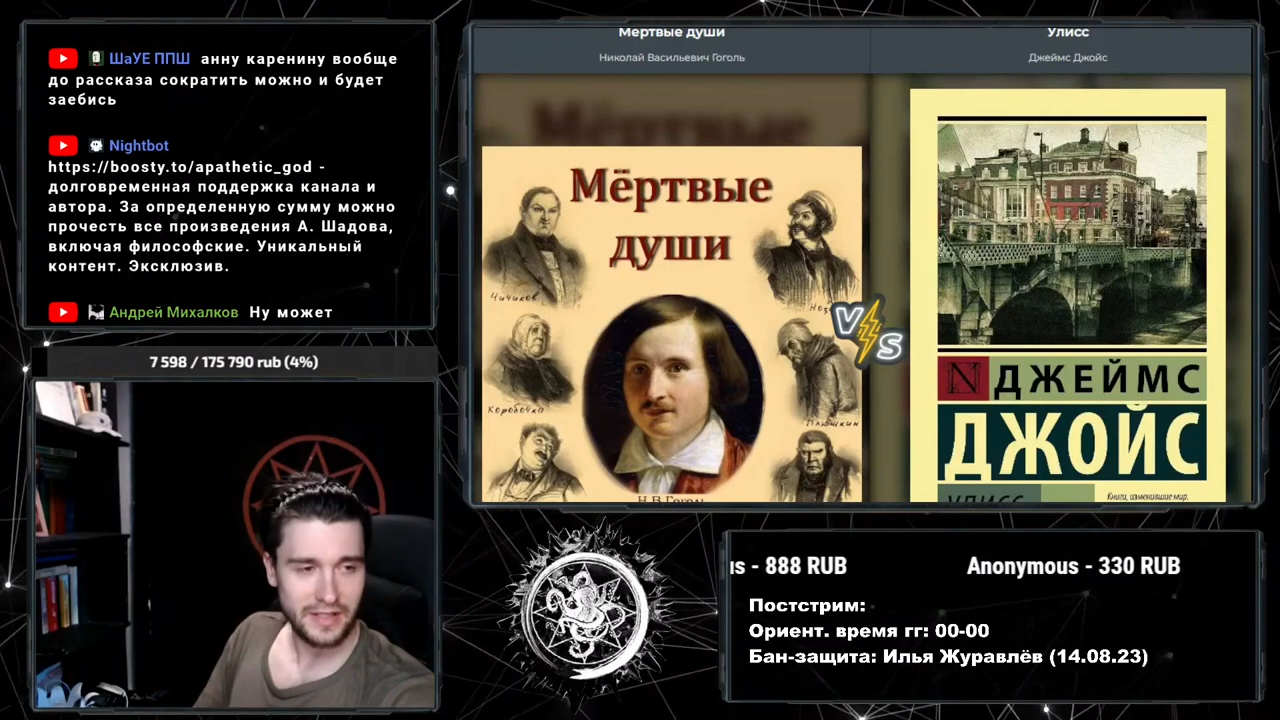 ШаУЕ ППШ анну каренину вообще
до рассказа сократить можно и будет
заебись
Nightbot
https://boosty.to/apathetic_god -
долговременная поддержка канала и
автора. За определенную сумму можно
прочесть все произведения А. Шадова,
включая философские. Уникальный
контент. Эксклюзив.
Андрей Михалков Ну может
7 598 / 175 790 rub (4%)
Мертвые души
Николай Васильевич Гоголь
Улисс
Джеймс Джойс
Мёртвые
Мёртвые
души
Чичиков
Коробочка
Плюшкин
Н.В.Гоголь
VS
N ДЖЕЙМС
ДЖОЙС
УЛИСС
Книги, изменившие мир.
us - 888 RUB
Anonymous - 330 RUB
Постстрим:
Ориент. время гг: 00-00
Бан-защита: Илья Журавлёв (14.08.23)